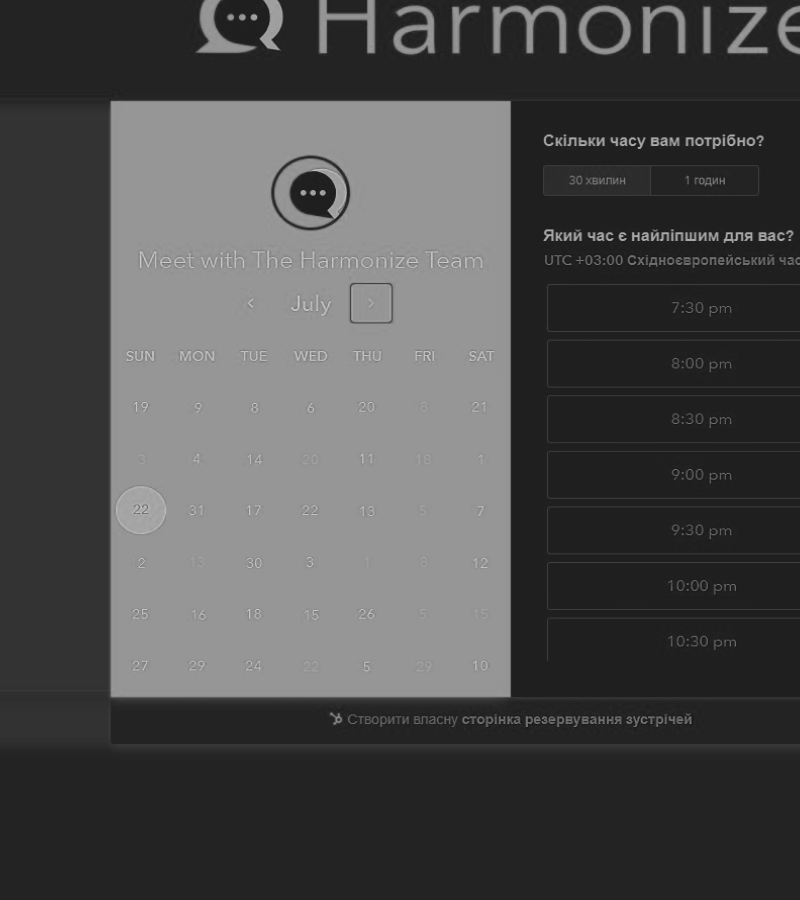 Harmonize
Meet with The Harmonize Team
July
SUN MON TUE WED THU FRI SAT
19 9 8 6 20 8 21
3 4 14 20 11 18 1
22 31 17 22 13 5 7
2 13 30 3 1 8 12
25 16 18 15 26 5 15
27 29 24 22 5 29 10
Скільки часу вам потрібно?
30 хвилин 1 годин
Який час є найліпшим для вас?
UTC +03:00 Східноєвропейський час
7:30 pm
8:00 pm
8:30 pm
9:00 pm
9:30 pm
10:00 pm
10:30 pm
Створити власну сторінка резервування зустрічей